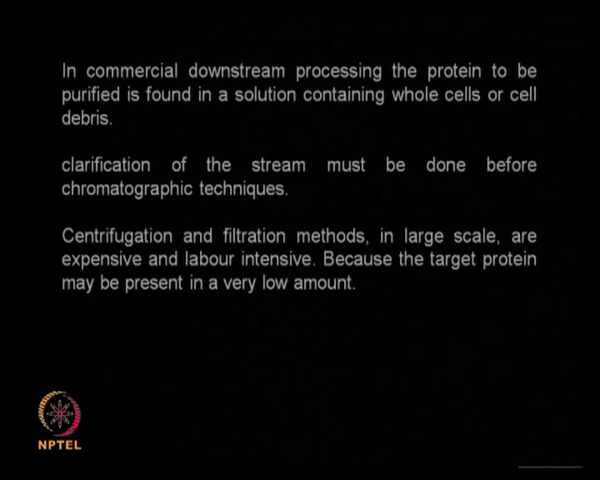 In commercial downstream processing the protein to be
purified is found in a solution containing whole cells or cell
debris.
clarification of the stream must be done before
chromatographic techniques.
Centrifugation and filtration methods, in large scale, are
expensive and labour intensive. Because the target protein
may be present in a very low amount.
NPTEL